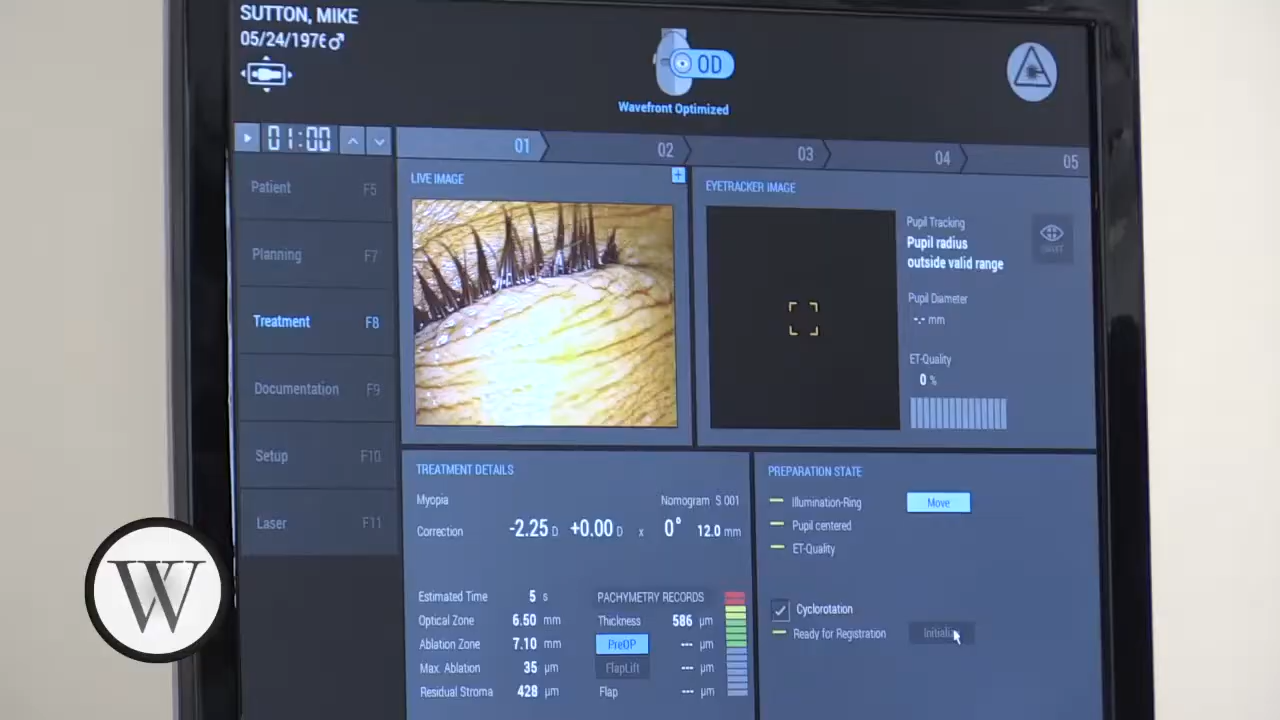 SUTTON, MIKE
05/24/1976♂
OD
Wavefront Optimized
01:00
01
02
03
04
05
Patient F5
Planning F7
Treatment F8
Documentation F9
Setup F10
Laser F11
LIVE IMAGE
+
EYETRACKER IMAGE
Pupil Tracking
Pupil radius
outside valid range
Pupil Diameter
-.- mm
ET-Quality
0 %
TREATMENT DETAILS
Myopia Nomogram S 001
Correction -2.25 D +0.00 D x 0° 12.0 mm
Estimated Time 5 s
Optical Zone 6.50 mm
Ablation Zone 7.10 mm
Max. Ablation 35 µm
Residual Stroma 428 µm
PACHYMETRY RECORDS
Thickness 586 µm
PreOP --- µm
FlapLift --- µm
Flap --- µm
PREPARATION STATE
Illumination-Ring Move
Pupil centered
ET-Quality
Cyclorotation
Ready for Registration
W